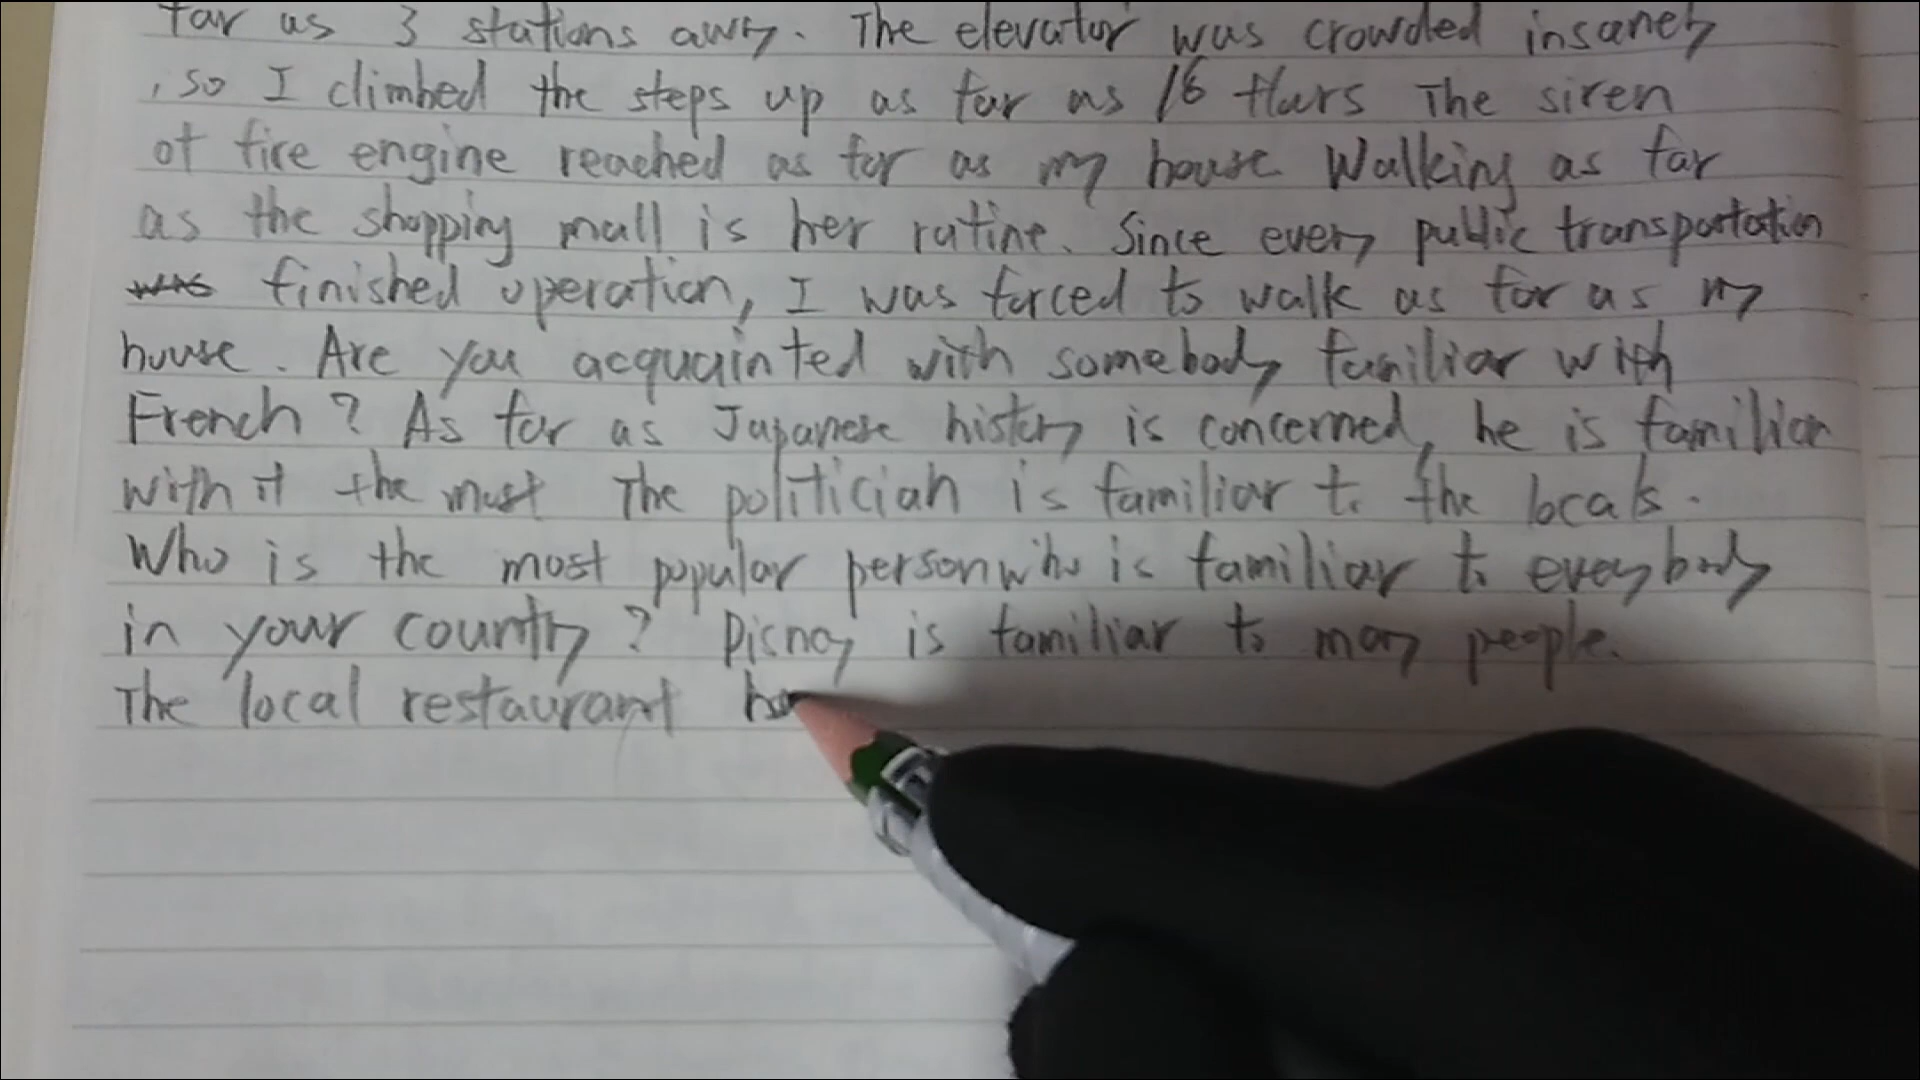 far as 3 stations away. The elevator was crowded insanely
, so I climbed the steps up as far as 16 floors The siren
of fire engine reached as far as my house Walking as far
as the shopping mall is her rutine. Since every public transportation
finished operation, I was forced to walk as far as my
house. Are you acquainted with somebody familiar with
French? As far as Japanese history is concerned, he is familiar
with it the most The politician is familiar to the locals.
Who is the most popular person who is familiar to everybody
in your country? Disney is familiar to many people.
The local restaurant